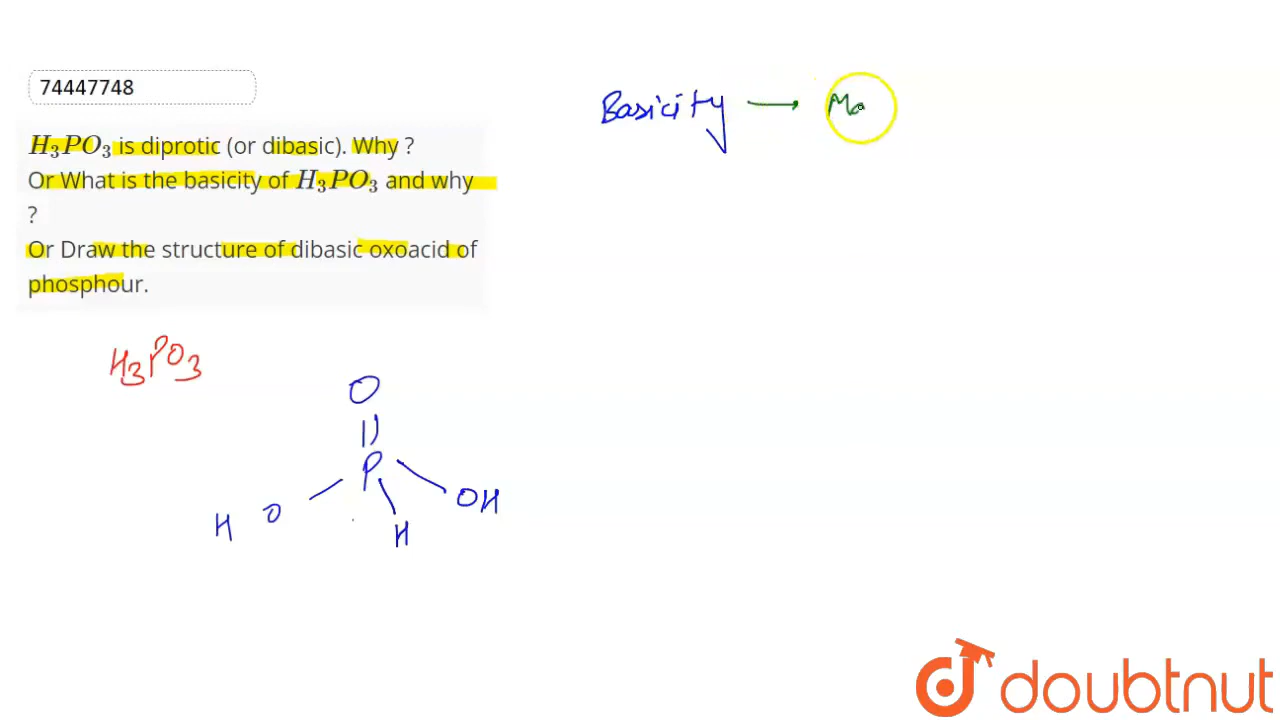 74447748
H₃PO₃ is diprotic (or dibasic). Why ?
Or What is the basicity of H₃PO₃ and why
?
Or Draw the structure of dibasic oxoacid of
phosphour.
Basicity → Mo
H₃PO₃
O
P
H O H OH
doubtnut